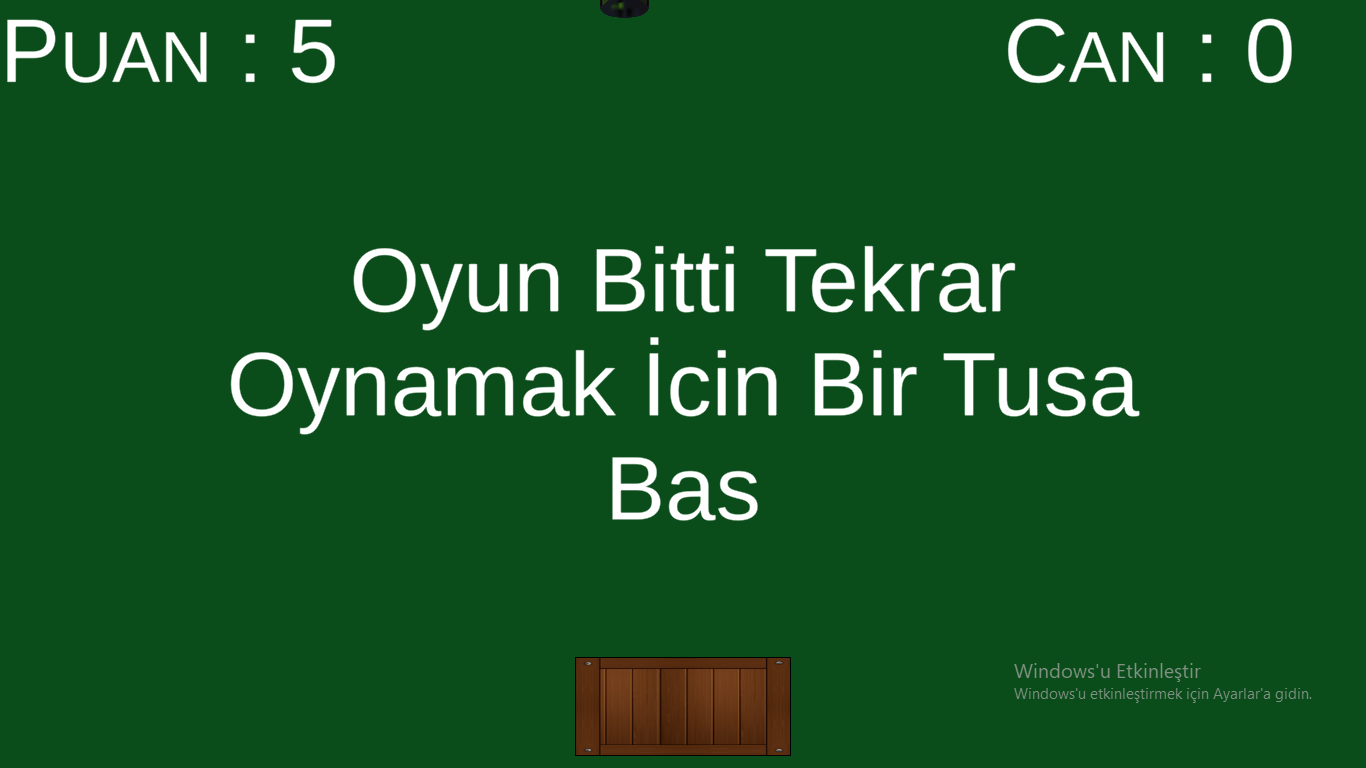 PUAN : 5
CAN : 0
Oyun Bitti Tekrar
Oynamak İcin Bir Tusa
Bas
Windows'u Etkinleştir
Windows'u etkinleştirmek için Ayarlar'a gidin.